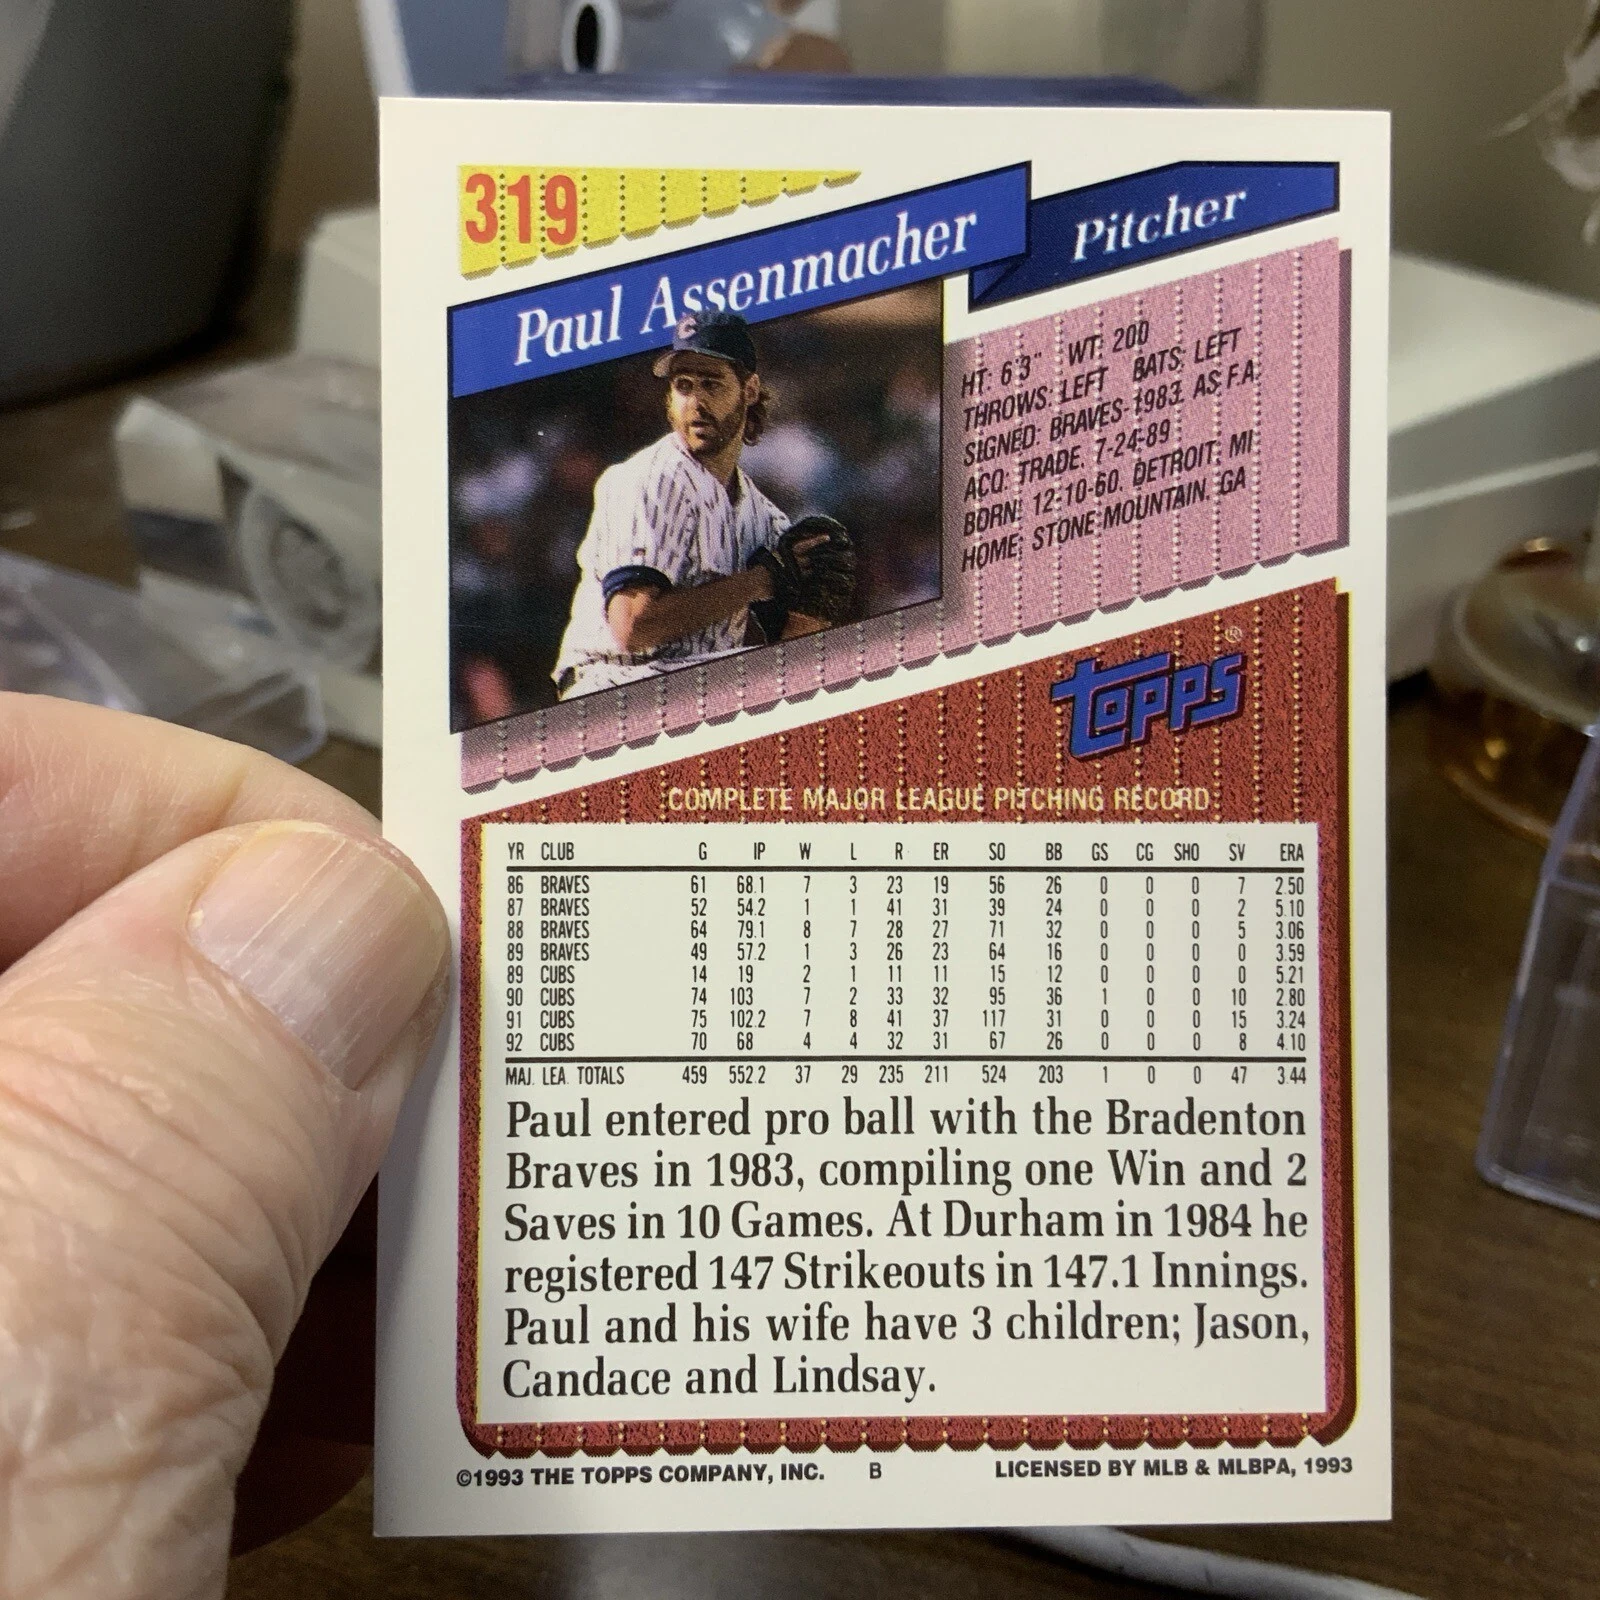 319
Paul Assenmacher
Pitcher
HT: 6'3" WT: 200
THROWS: LEFT BATS: LEFT
SIGNED: BRAVES-1983. AS F.A.
ACQ: TRADE. 7-24-89
BORN: 12-10-60. DETROIT, MI
HOME: STONE MOUNTAIN. GA
C
topps®
COMPLETE MAJOR LEAGUE PITCHING RECORD
YR CLUB G IP W L R ER SO BB GS CG SHO SV ERA
86 BRAVES 61 68.1 7 3 23 19 56 26 0 0 0 7 2.50
87 BRAVES 52 54.2 1 1 41 31 39 24 0 0 0 2 5.10
88 BRAVES 64 79.1 8 7 28 27 71 32 0 0 0 5 3.06
89 BRAVES 49 57.2 1 3 26 23 64 16 0 0 0 0 3.59
89 CUBS 14 19 2 1 11 11 15 12 0 0 0 0 5.21
90 CUBS 74 103 7 2 33 32 95 36 1 0 0 10 2.80
91 CUBS 75 102.2 7 8 41 37 117 31 0 0 0 15 3.24
92 CUBS 70 68 4 4 32 31 67 26 0 0 0 8 4.10
MAJ. LEA. TOTALS 459 552.2 37 29 235 211 524 203 1 0 0 47 3.44
Paul entered pro ball with the Bradenton
Braves in 1983, compiling one Win and 2
Saves in 10 Games. At Durham in 1984 he
registered 147 Strikeouts in 147.1 Innings.
Paul and his wife have 3 children; Jason,
Candace and Lindsay.
©1993 THE TOPPS COMPANY, INC. B LICENSED BY MLB & MLBPA, 1993